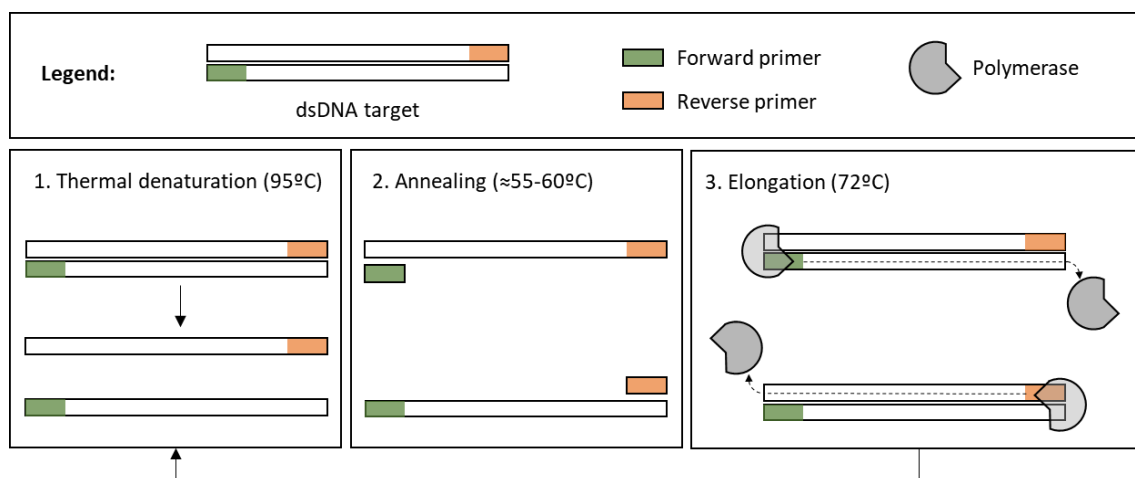 Legend:
dsDNA target
Forward primer
Reverse primer
Polymerase
1. Thermal denaturation (95ºC)
2. Annealing (≈55-60ºC)
3. Elongation (72ºC)